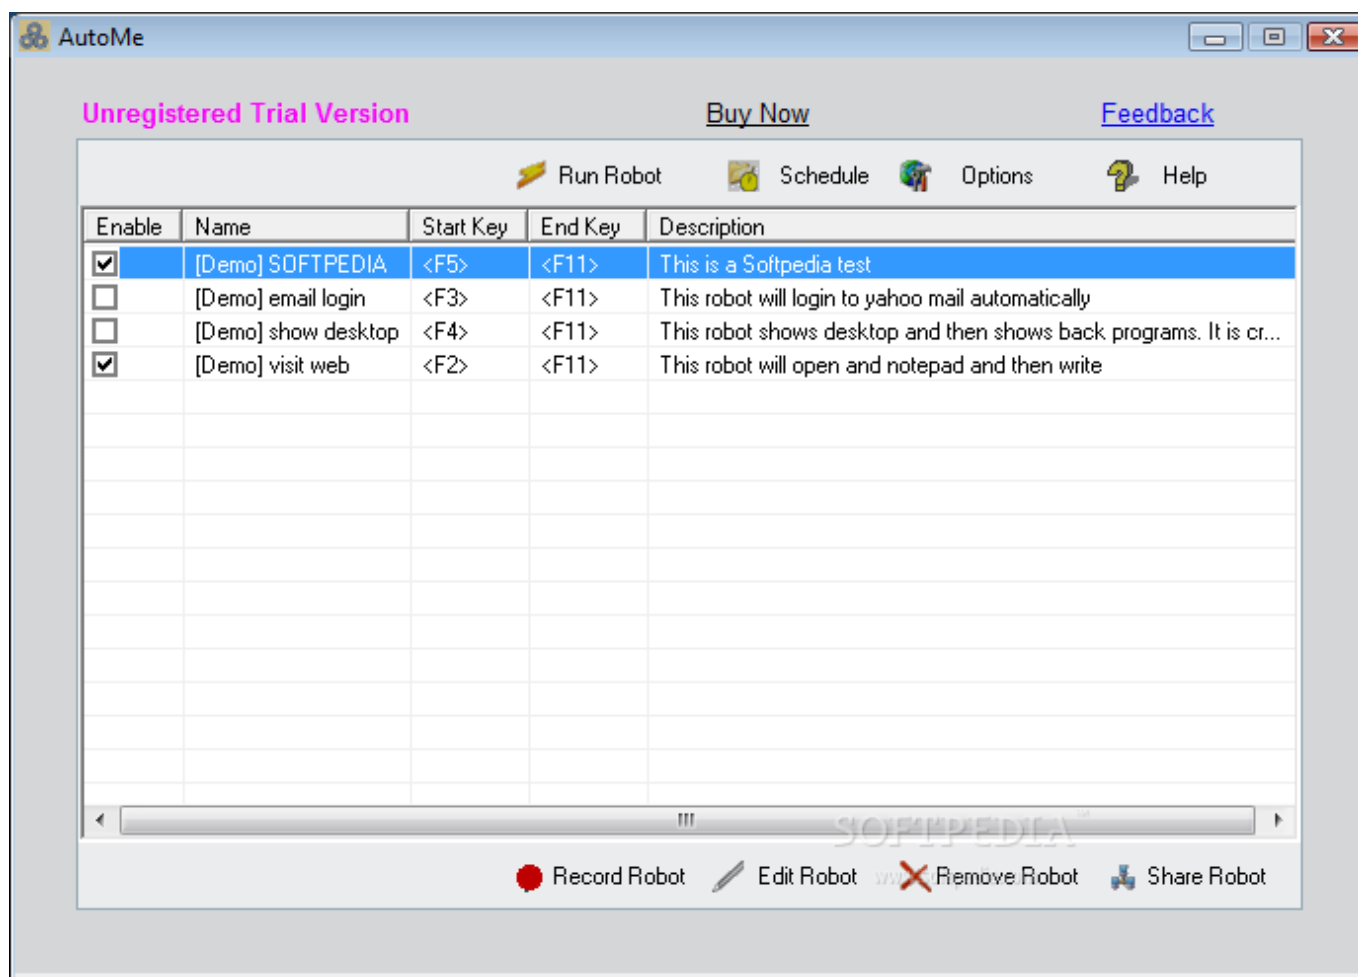 AutoMe
Unregistered Trial Version Buy Now Feedback
Run Robot Schedule Options Help
Enable Name Start Key End Key Description
[Demo] SOFTPEDIA <F5> <F11> This is a Softpedia test
[Demo] email login <F3> <F11> This robot will login to yahoo mail automatically
[Demo] show desktop <F4> <F11> This robot shows desktop and then shows back programs. It is cr...
[Demo] visit web <F2> <F11> This robot will open and notepad and then write
SOFTPEDIA™
Record Robot Edit Robot Remove Robot Share Robot